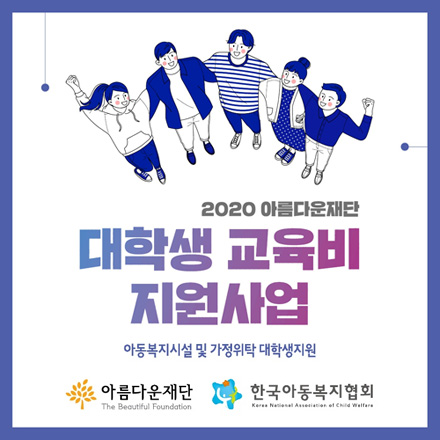 2020 아름다운재단
대학생 교육비
지원사업
아동복지시설 및 가정위탁 대학생지원
아름다운재단
The Beautiful Foundation
한국아동복지협회
Korea National Association of Child Welfare